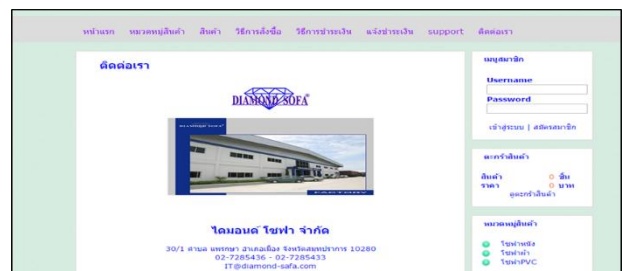 หน้าแรก หมวดหมู่สินค้า สินค้า วิธีการสั่งซื้อ วิธีการชำระเงิน แจ้งชำระเงิน support ติดต่อเรา
ติดต่อเรา
DIAMOND SOFA
DIAMOND SOFA
FACTORY
ไดมอนด์ โซฟา จำกัด
30/1 ตำบล แพรกษา อำเภอเมือง จังหวัดสมุทปราการ 10280
02-7285436 - 02-7285433
IT@diamond-safa.com
เมนูสมาชิก
Username
Password
เข้าสู่ระบบ | สมัครสมาชิก
ตะกร้าสินค้า
สินค้า 0 ชิ้น
ราคา 0 บาท
ดูตะกร้าสินค้า
หมวดหมู่สินค้า
โซฟาหนัง
โซฟาผ้า
โซฟาPVC